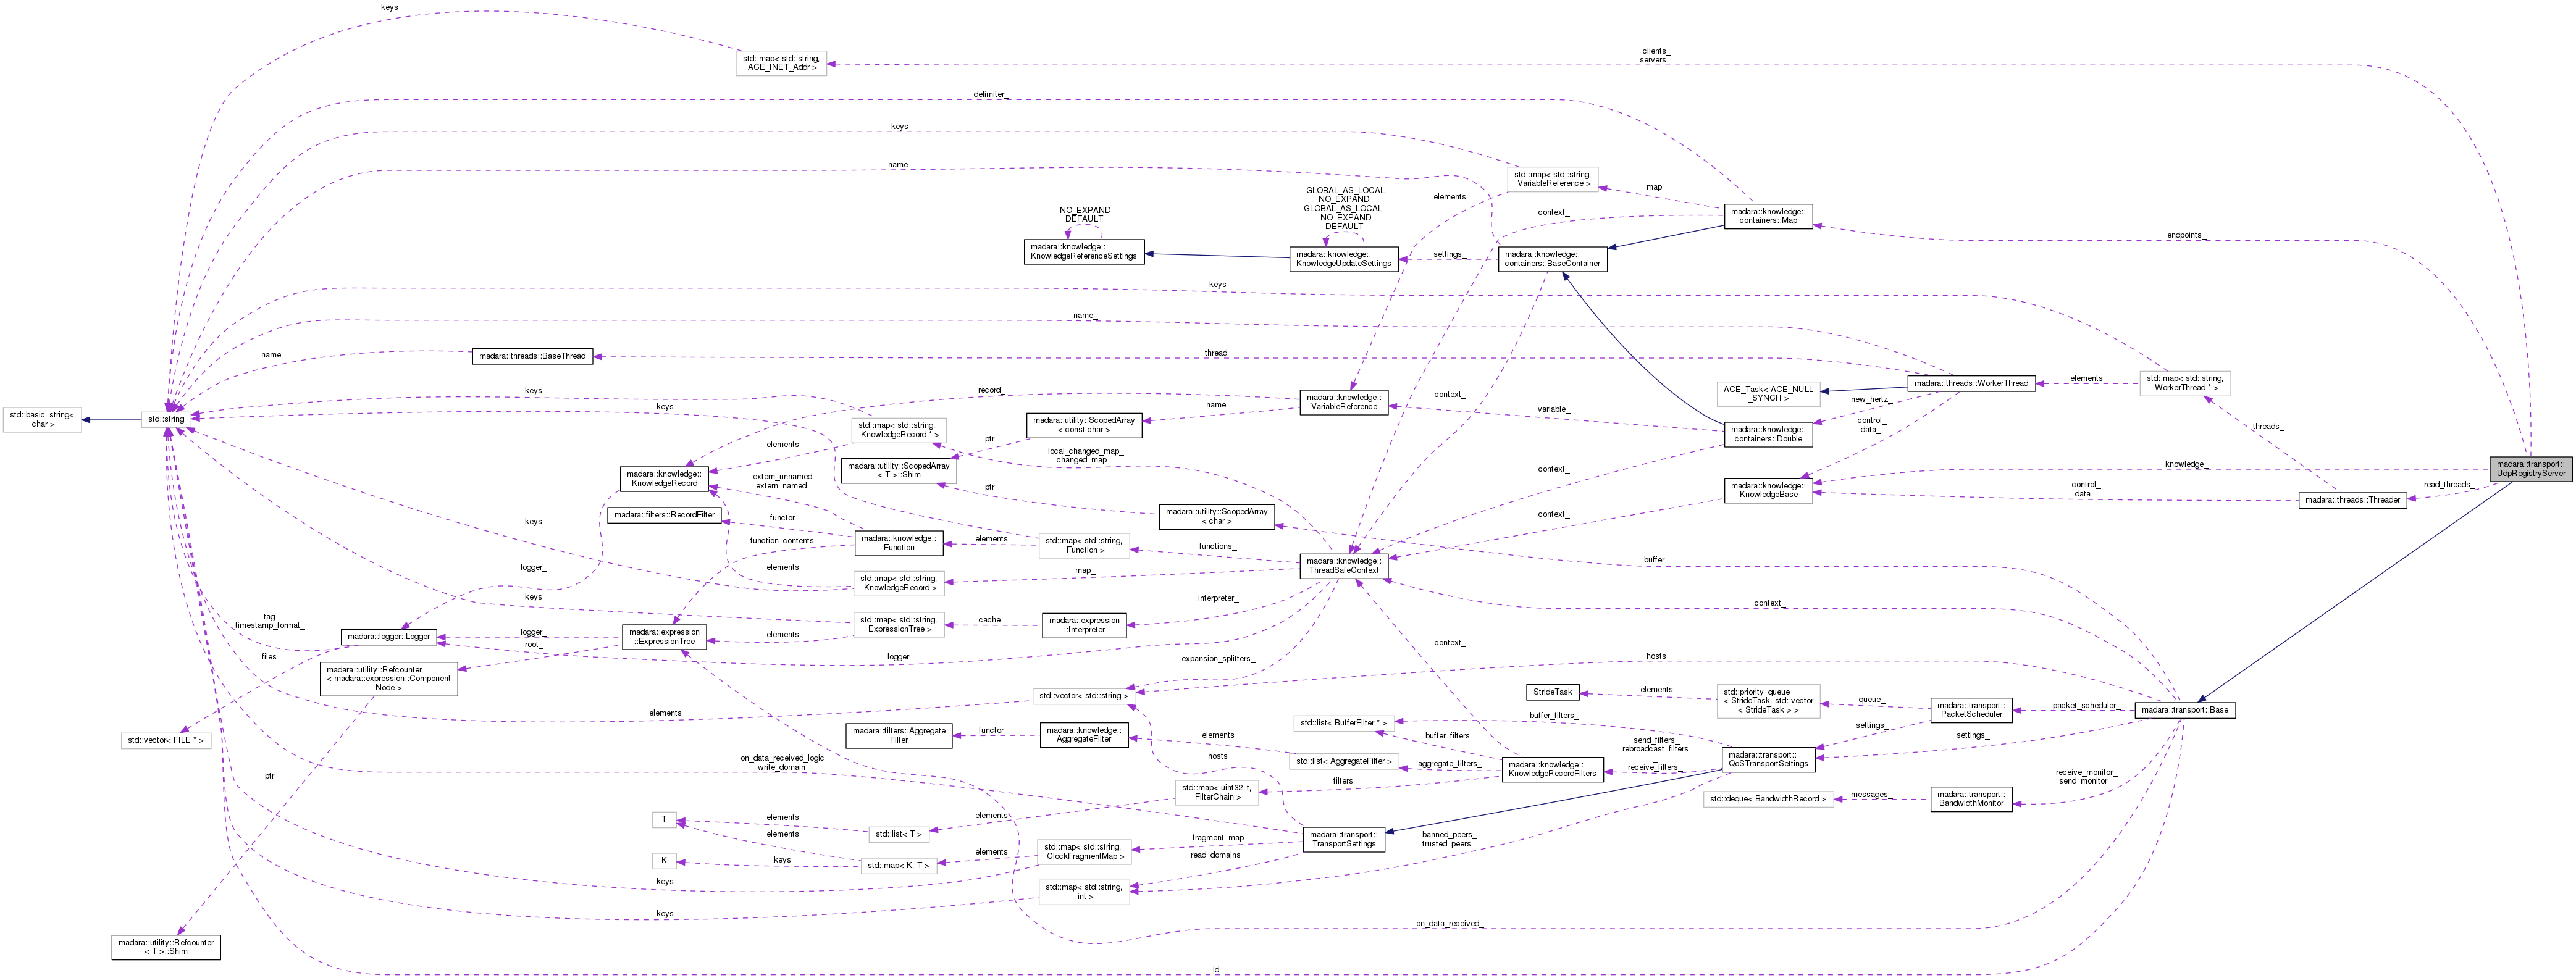 keys
std::map< std::string,
ACE_INET_Addr >
clients_
servers_
delimiter_
keys
name_
std::map< std::string,
VariableReference >
map_
elements
context_
madara::knowledge::
containers::Map
endpoints_
GLOBAL_AS_LOCAL
NO_EXPAND
GLOBAL_AS_LOCAL
_NO_EXPAND
DEFAULT
NO_EXPAND
DEFAULT
madara::knowledge::
KnowledgeReferenceSettings
madara::knowledge::
KnowledgeUpdateSettings
settings_
madara::knowledge::
containers::BaseContainer
keys
name_
name
madara::threads::BaseThread
thread_
ACE_Task< ACE_NULL
_SYNCH >
madara::threads::WorkerThread
elements
std::map< std::string,
WorkerThread * >
new_hertz_
control_
data_
threads_
record_
madara::knowledge::
VariableReference
variable_
context_
name_
madara::utility::ScopedArray
< const char >
keys
keys
std::map< std::string,
KnowledgeRecord * >
std::basic_string<
char >
std::string
madara::knowledge::
containers::Double
elements
ptr_
local_changed_map_
changed_map_
madara::utility::ScopedArray
< T >::Shim
madara::knowledge::
KnowledgeRecord
extern_unnamed
extern_named
context_
knowledge_
madara::transport::
UdpRegistryServer
madara::knowledge::
KnowledgeBase
control_
data_
read_threads_
madara::threads::Threader
ptr_
madara::utility::ScopedArray
< char >
context_
madara::filters::RecordFilter
functor
keys
function_contents
madara::knowledge::
Function
elements
std::map< std::string,
Function >
functions_
madara::knowledge::
ThreadSafeContext
buffer_
logger_
elements
std::map< std::string,
KnowledgeRecord >
map_
keys
interpreter_
context_
tag_
timestamp_format_
madara::logger::Logger
logger_
madara::expression
::ExpressionTree
elements
std::map< std::string,
ExpressionTree >
cache_
madara::expression
::Interpreter
root_
files_
logger_
expansion_splitters_
context_
hosts
madara::utility::Refcounter
< madara::expression::Component
Node >
std::vector< std::string >
elements
StrideTask
elements
std::priority_queue
< StrideTask, std::vector
< StrideTask > >
queue_
madara::transport::
PacketScheduler
packet_scheduler_
madara::transport::Base
std::list< BufferFilter * >
buffer_filters_
settings_
settings_
std::vector< FILE * >
madara::filters::Aggregate
Filter
functor
madara::knowledge::
AggregateFilter
elements
buffer_filters_
send_filters_
rebroadcast_filters
_
receive_filters_
std::list< AggregateFilter >
aggregate_filters_
madara::knowledge::
KnowledgeRecordFilters
madara::transport::
QoSTransportSettings
hosts
on_data_received_logic
write_domain
ptr_
std::map< uint32_t,
FilterChain >
filters_
receive_monitor_
send_monitor_
std::deque< BandwidthRecord >
messages_
madara::transport::
BandwidthMonitor
T
elements
std::list< T >
elements
elements
fragment_map
madara::transport::
TransportSettings
banned_peers_
trusted_peers_
K
keys
std::map< K, T >
elements
std::map< std::string,
ClockFragmentMap >
read_domains_
keys
std::map< std::string,
int >
keys
on_data_received_
madara::utility::Refcounter
< T >::Shim
id_